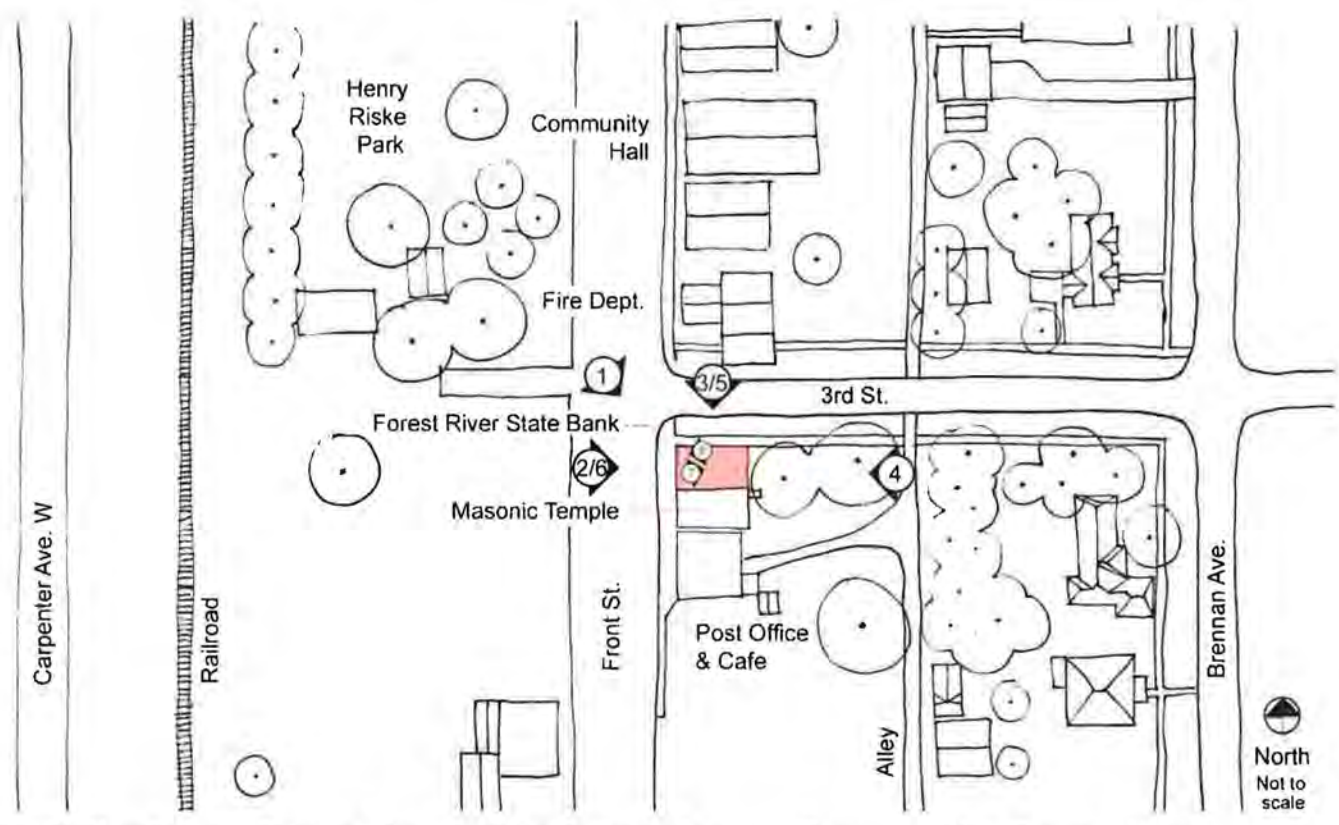 Henry
Riske
Park
Community
Hall
Fire Dept.
1
3/5
3rd St.
Forest River State Bank
2/6
4
Masonic Temple
Carpenter Ave. W
Railroad
Front St.
Post Office
& Cafe
Alley
Brennan Ave.
North
Not to
scale